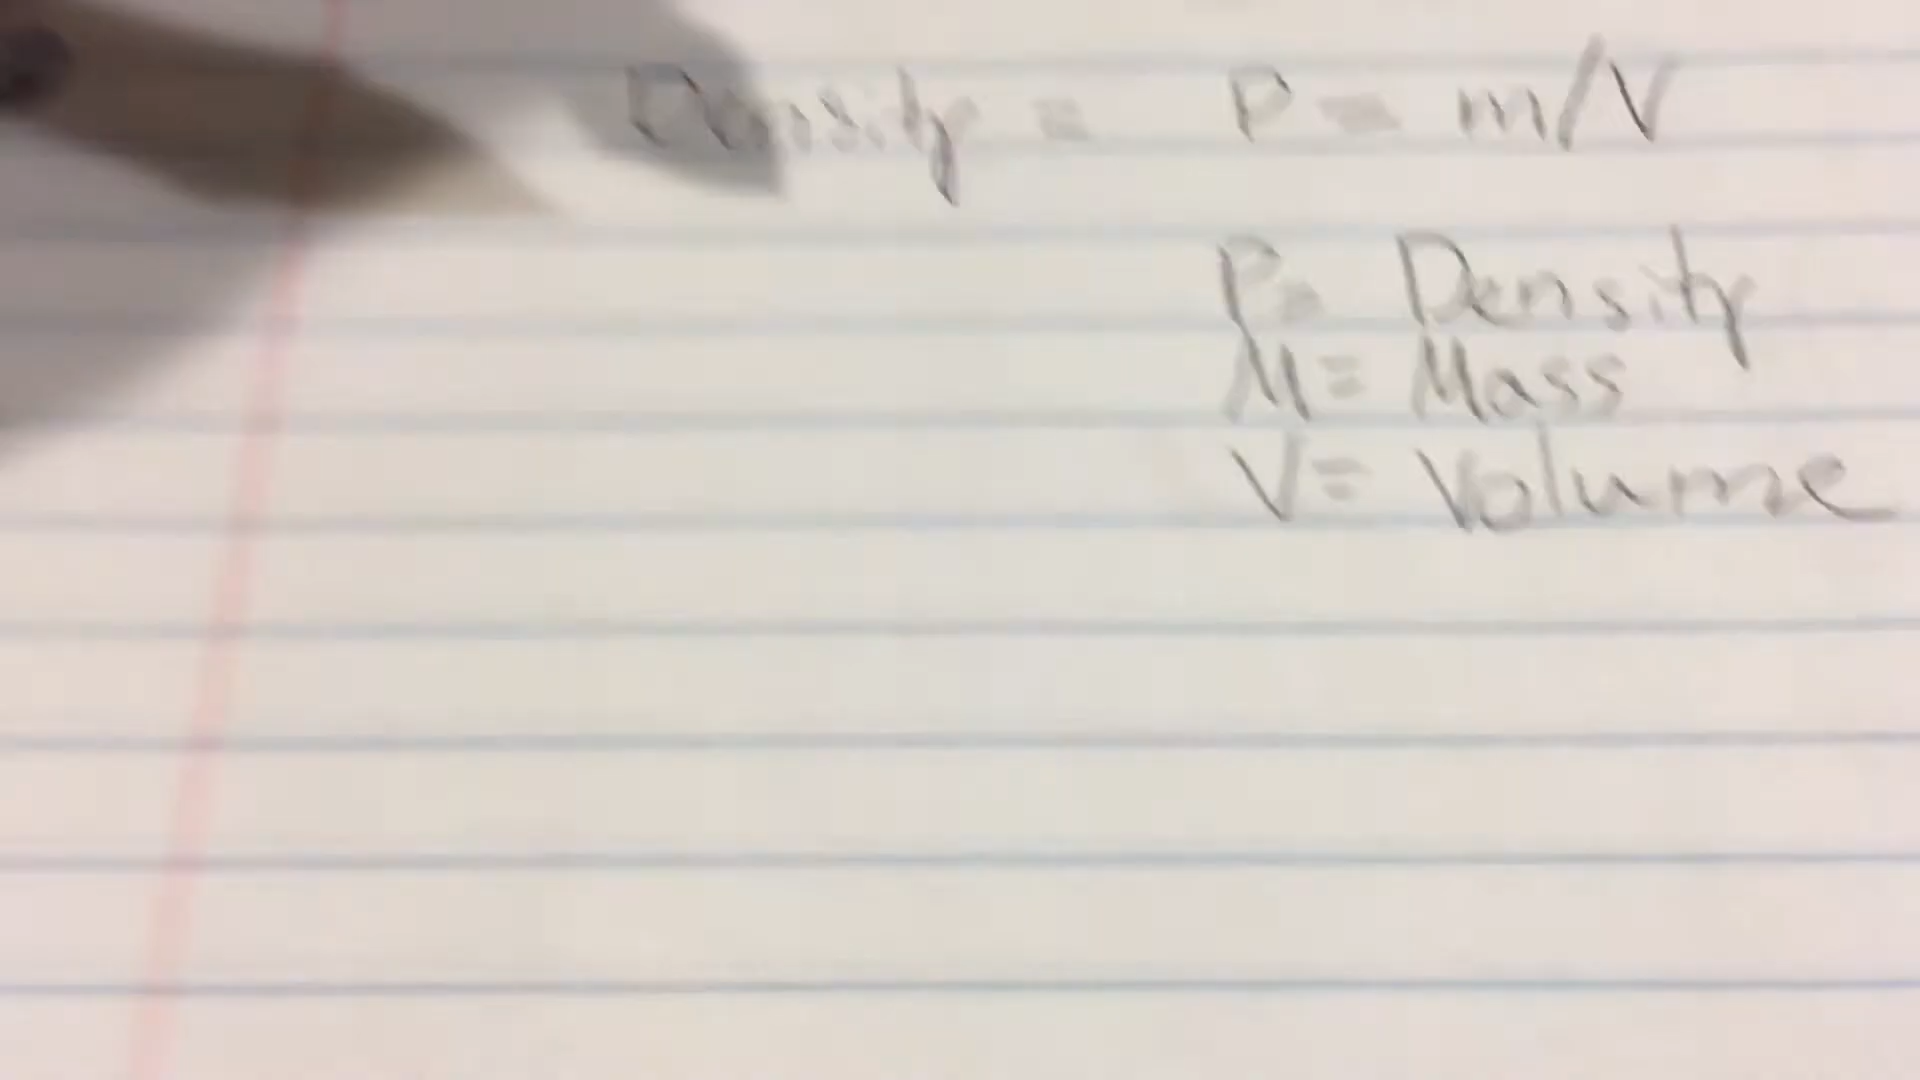 Density = P = m/V
P= Density
M= Mass
V= Volume